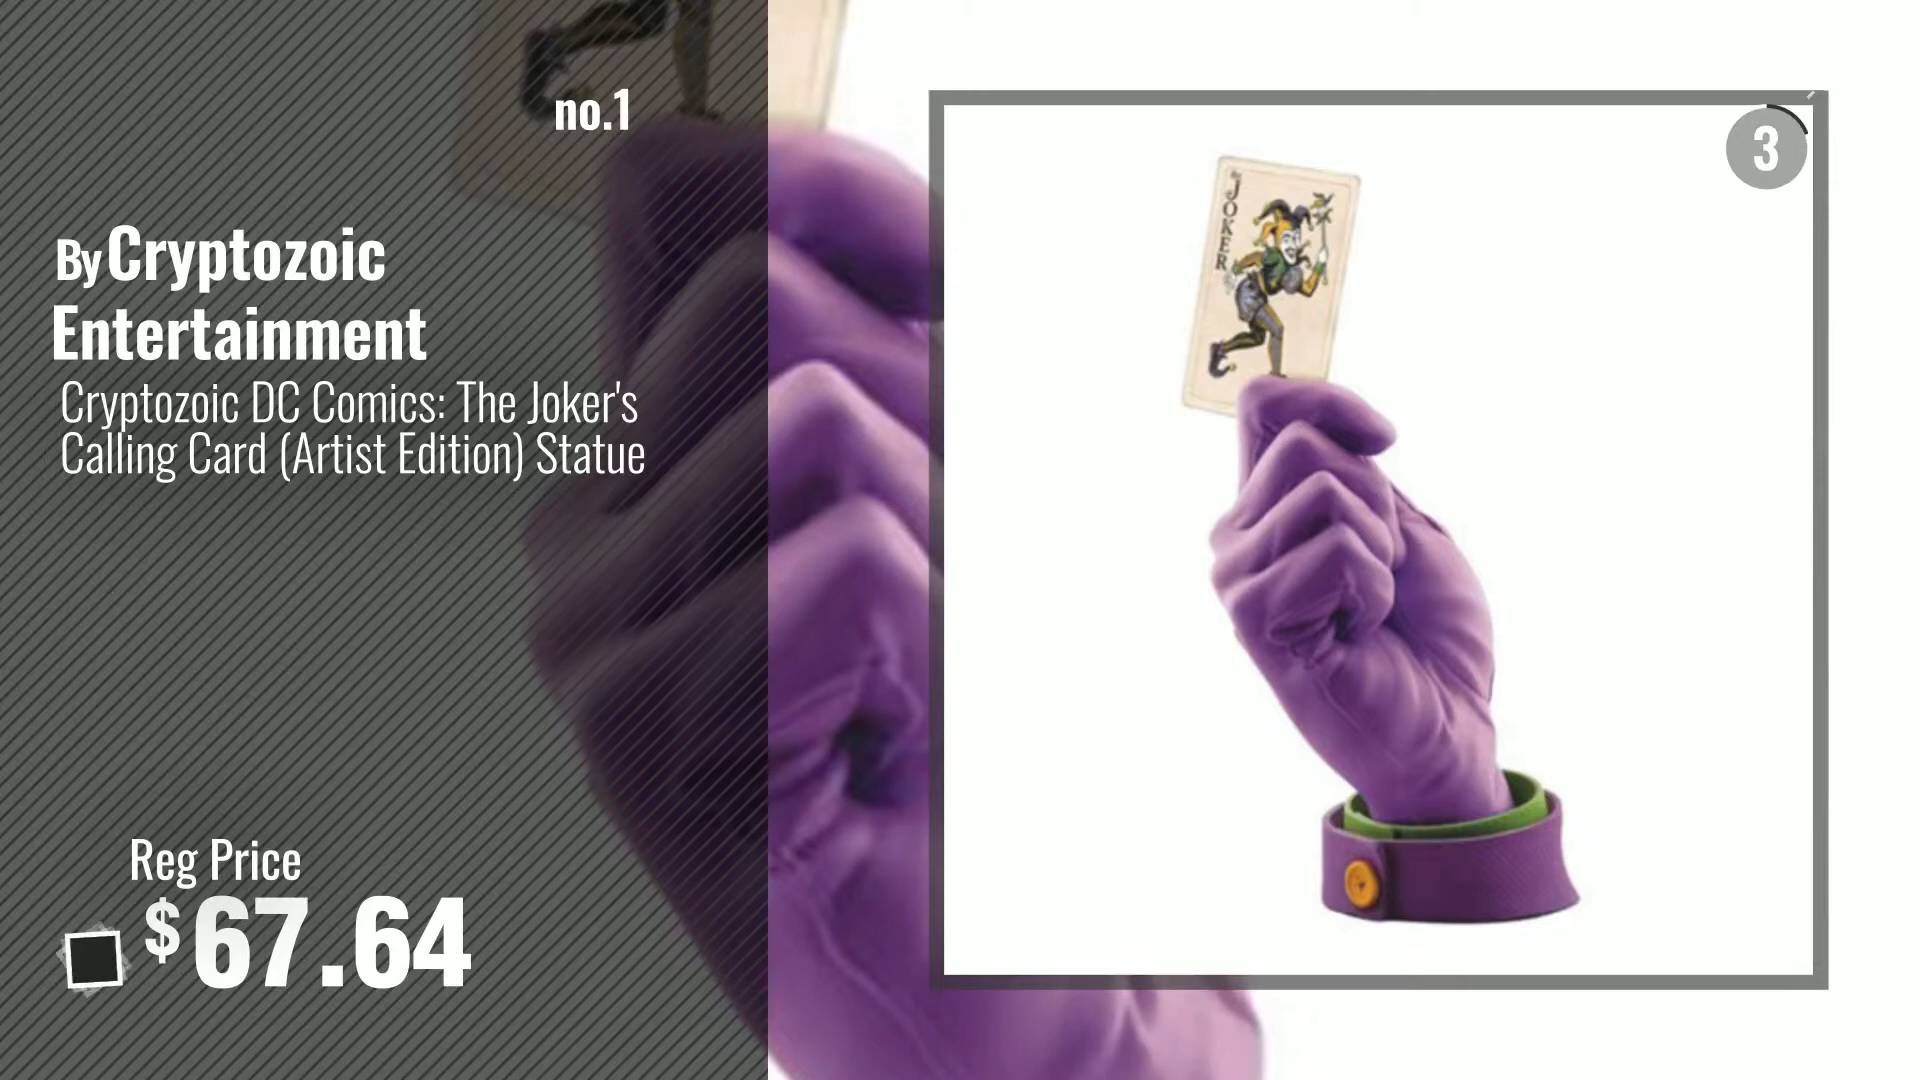 no.1
By Cryptozoic
Entertainment
Cryptozoic DC Comics: The Joker's
Calling Card (Artist Edition) Statue
Reg Price
$67.64
3
JOKER